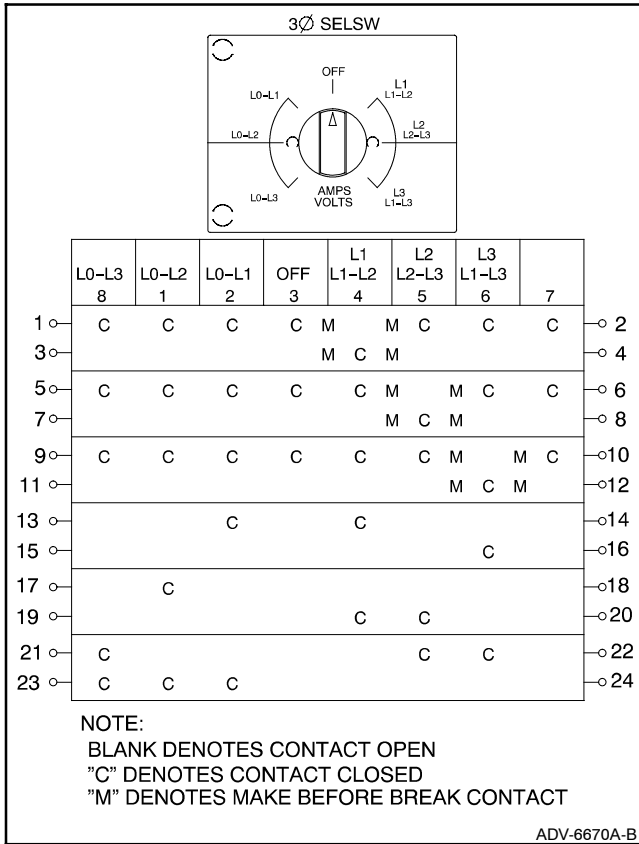 3Ø SELSW
OFF
L0-L1
L1
L1-L2
L0-L2
L2
L2-L3
L0-L3
L3
L1-L3
AMPS
VOLTS
L0-L3 L0-L2 L0-L1 OFF L1 L1-L2 L2 L2-L3 L3 L1-L3
8 1 2 3 4 5 6 7
1 C C C C M M C C C 2
3 M C M 4
5 C C C C C M M C C 6
7 M C M 8
9 C C C C C C M M C 10
11 M C M 12
13 C C 14
15 C 16
17 C 18
19 C C 20
21 C C C 22
23 C C C 24
NOTE:
BLANK DENOTES CONTACT OPEN
"C" DENOTES CONTACT CLOSED
"M" DENOTES MAKE BEFORE BREAK CONTACT
ADV-6670A-B